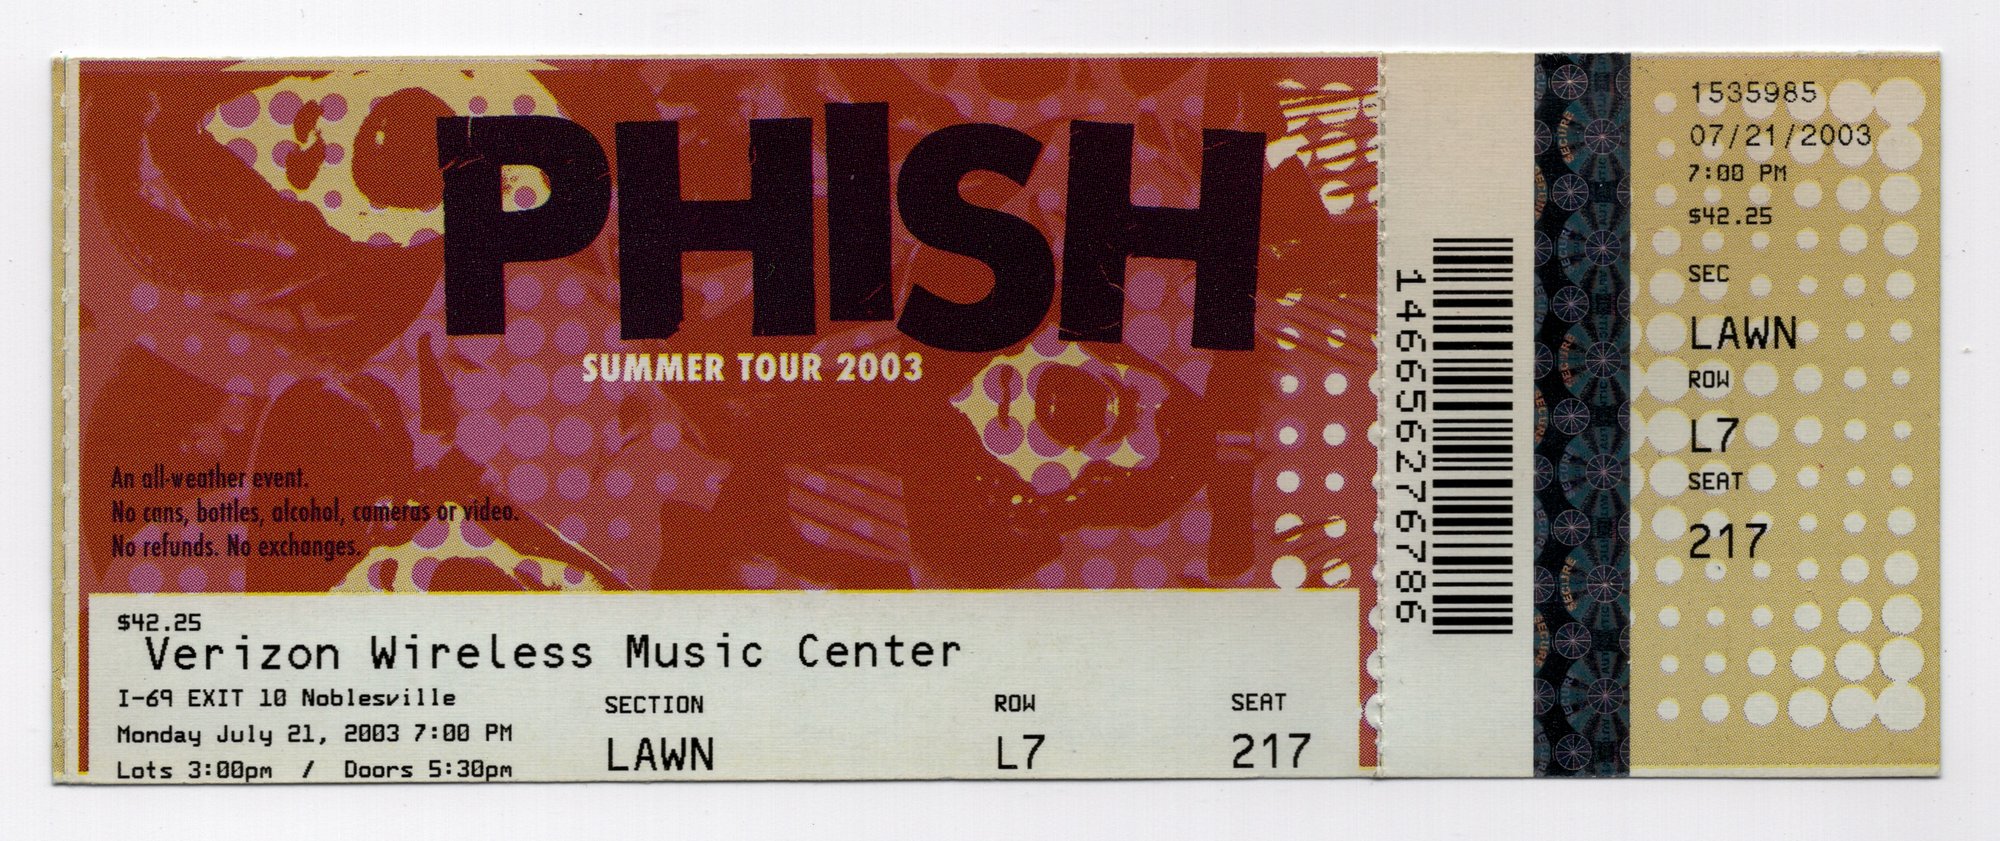 PHISH
SUMMER TOUR 2003
An all-weather event.
No cans, bottles, alcohol, cameras or video.
No refunds. No exchanges.
$42.25
Verizon Wireless Music Center
I-69 EXIT 10 Noblesville
Monday July 21, 2003 7:00 PM
Lots 3:00pm / Doors 5:30pm
SECTION ROW SEAT
LAWN L7 217
146656276786
SECURE
1535985
07/21/2003
7:00 PM
$42.25
SEC
LAWN
ROW
L7
SEAT
217